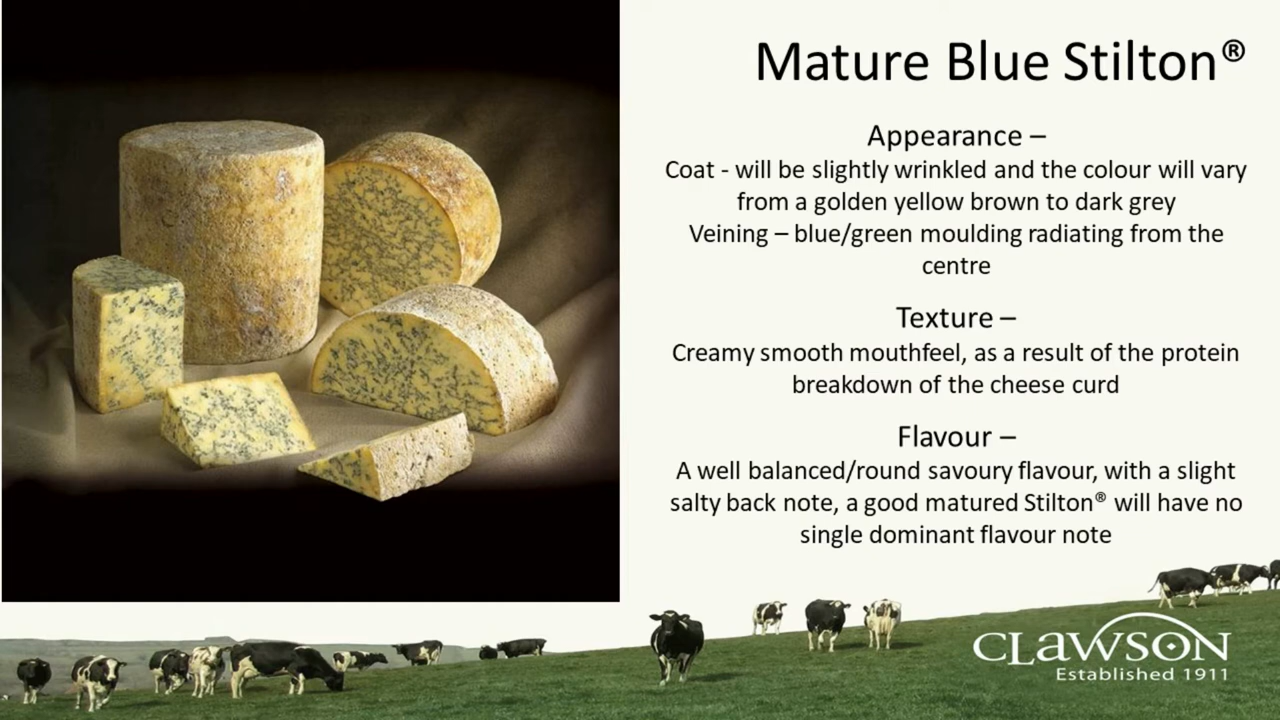 Mature Blue Stilton®
Appearance –
Coat - will be slightly wrinkled and the colour will vary
from a golden yellow brown to dark grey
Veining – blue/green moulding radiating from the
centre
Texture –
Creamy smooth mouthfeel, as a result of the protein
breakdown of the cheese curd
Flavour –
A well balanced/round savoury flavour, with a slight
salty back note, a good matured Stilton® will have no
single dominant flavour note
CLAWSON
Established 1911